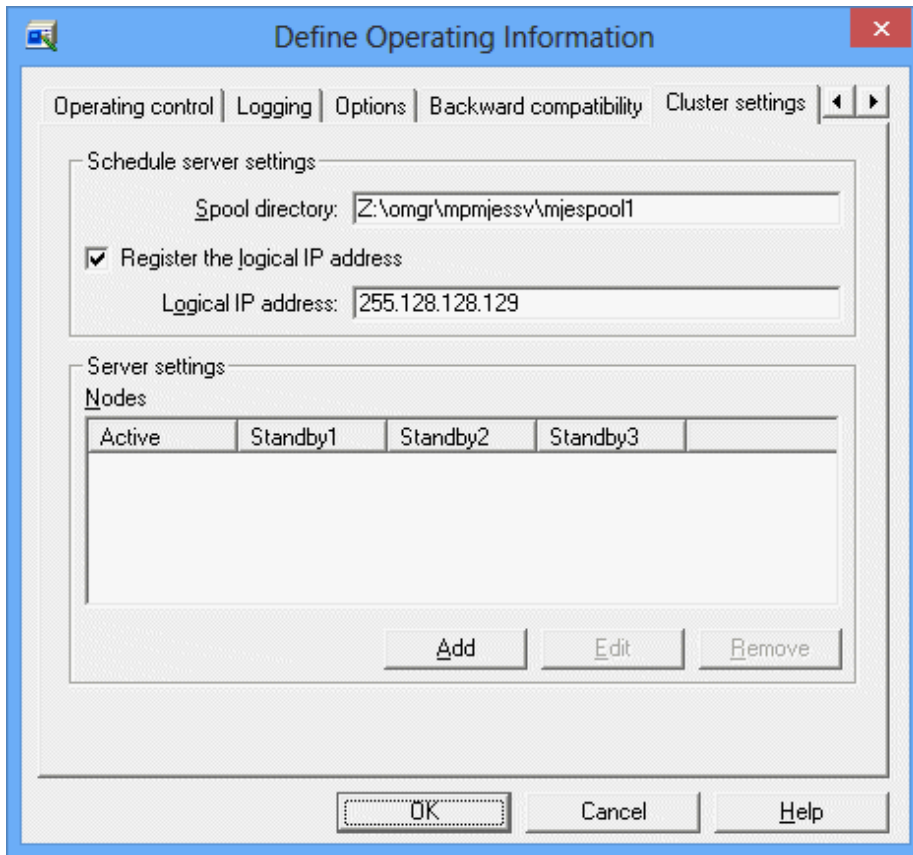 Define Operating Information
Operating control Logging Options Backward compatibility Cluster settings
Schedule server settings
Spool directory: Z:\omgr\mpmjessv\mjespool1
Register the logical IP address
Logical IP address: 255.128.128.129
Server settings
Nodes
Active Standby1 Standby2 Standby3
Add Edit Remove
OK Cancel Help